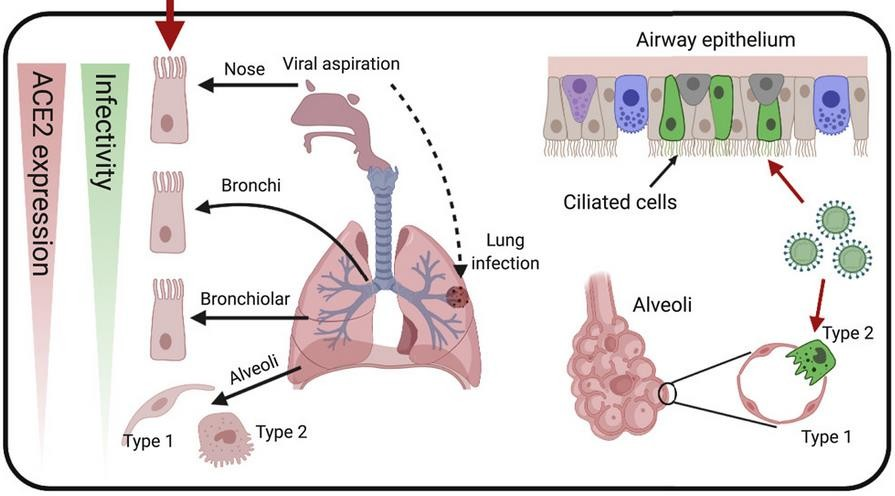 ACE2 expression
Infectivity
Nose
Viral aspiration
Bronchi
Bronchiolar
Alveoli
Type 1
Type 2
Lung
infection
Airway epithelium
Ciliated cells
Alveoli
Type 2
Type 1